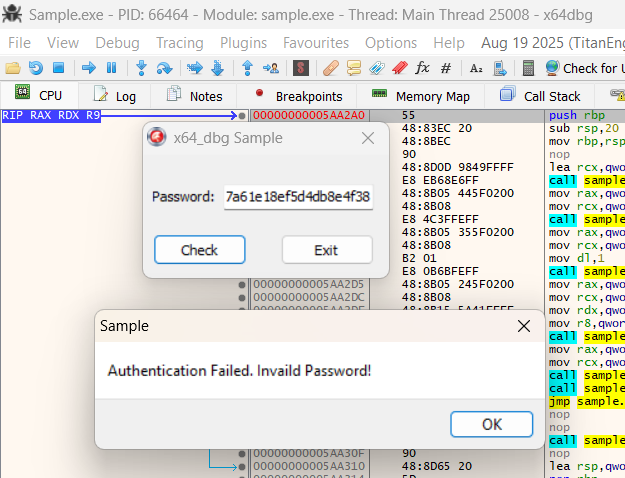 Sample.exe - PID: 66464 - Module: sample.exe - Thread: Main Thread 25008 - x64dbg
File View Debug Tracing Plugins Favourites Options Help Aug 19 2025 (TitanEng
fx # A2 Check for U
CPU Log Notes Breakpoints Memory Map Call Stack
RIP RAX RDX R9 00000000005AA2A0 55 push rbp
48:83EC 20 sub rsp,20
48:8BEC mov rbp,rsp
90 nop
48:8D0D 9849FFFF lea rcx,qwo
E8 EB68E6FF call sample
48:8B05 445F0200 mov rax,qwo
48:8B08 mov rcx,qwo
E8 4C3FFEFF call sample
48:8B05 355F0200 mov rax,qwo
48:8B08 mov rcx,qwo
B2 01 mov dl,1
E8 0B6BFEFF call sample
00000000005AA2D5 48:8B05 245F0200 mov rax,qwo
00000000005AA2DC 48:8B08 mov rcx,qwo
mov rdx,qwo
mov r8,qwor
call sample
mov rax,qwo
mov rcx,qwo
call sample
call sample
jmp sample.
nop
nop
call sample
00000000005AA30F 90 nop
00000000005AA310 48:8D65 20 lea rsp,qwo
x64_dbg Sample
Password: 7a61e18ef5d4db8e4f38
Check Exit
Sample
Authentication Failed. Invaild Password!
OK